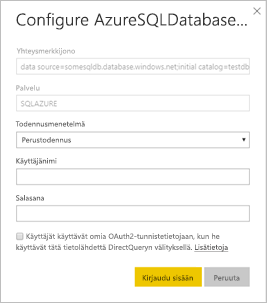 Configure AzureSQLDatabase...
Yhteysmerkkijono
data source=somesqldb.database.windows.net;initial catalog=testdb
Palvelu
SQLAZURE
Todennusmenetelmä
Perustodennus
Käyttäjänimi
Salasana
Käyttäjät käyttävät omia OAuth2-tunnistetietojaan, kun he
käyttävät tätä tietolähdettä DirectQueryn välityksellä. Lisätietoja
Kirjaudu sisään
Peruuta